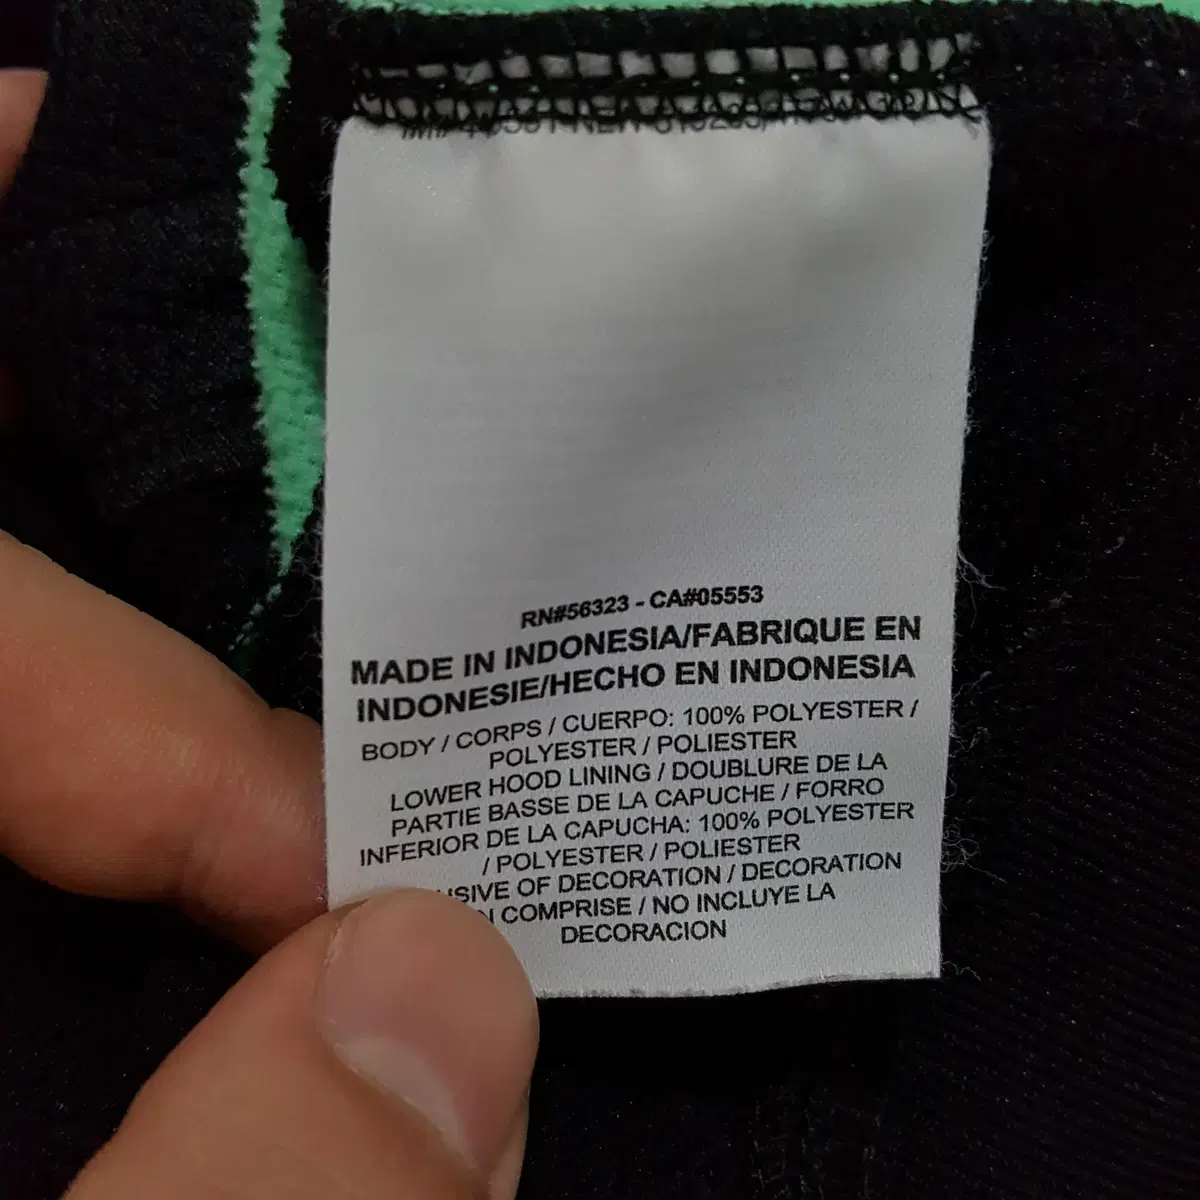 RN#56323 - CA#05553
MADE IN INDONESIA/FABRIQUE EN
INDONESIE/HECHO EN INDONESIA
BODY / CORPS / CUERPO: 100% POLYESTER /
POLYESTER / POLIESTER
LOWER HOOD LINING / DOUBLURE DE LA
PARTIE BASSE DE LA CAPUCHE / FORRO
INFERIOR DE LA CAPUCHA: 100% POLYESTER
/ POLYESTER / POLIESTER
OF DECORATION / DECORATION
COMPRISE / NO INCLUYE LA
DECORACION